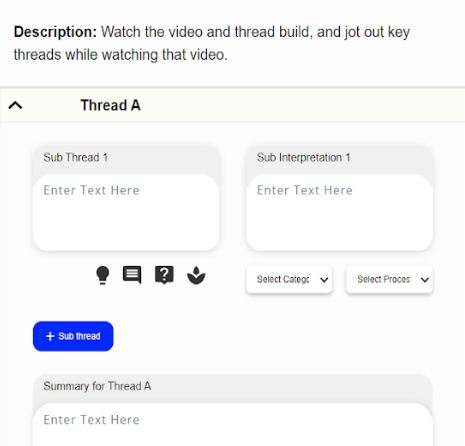 Description: Watch the video and thread build, and jot out key
threads while watching that video.
Thread A
Sub Thread 1
Sub Interpretation 1
Enter Text Here
Enter Text Here
Select Categc
Select Proces
+ Sub thread
Summary for Thread A
Enter Text Here